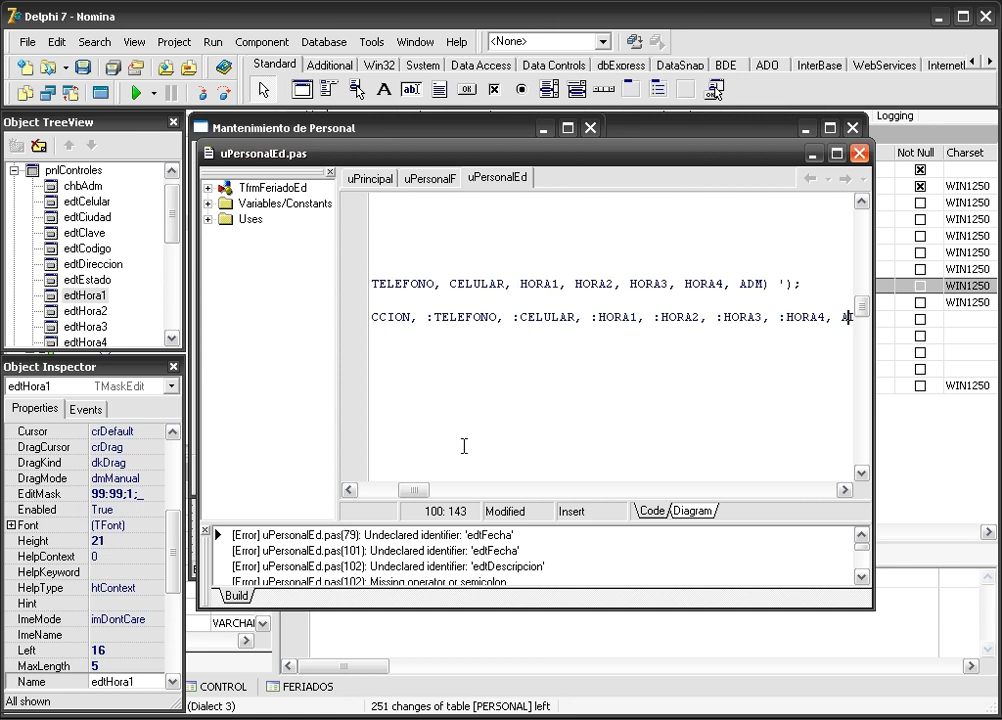 Delphi 7 - Nomina
File Edit Search View Project Run Component Database Tools Window Help <None>
Standard Additional Win32 System Data Access Data Controls dbExpress DataSnap BDE ADO InterBase WebServices InternetE
Object TreeView
pnlControles
chbAdm
edtCelular
edtCiudad
edtClave
edtCodigo
edtDireccion
edtEstado
edtHora1
edtHora2
edtHora3
edtHora4
Object Inspector
edtHora1 TMaskEdit
Properties Events
Cursor crDefault
DragCursor crDrag
DragKind dkDrag
DragMode dmManual
EditMask 99:99;1;_
Enabled True
Font (TFont)
Height 21
HelpContext 0
HelpKeyword
HelpType htContext
Hint
ImeMode imDontCare
ImeName
Left 16
MaxLength 5
Name edtHora1
All shown
Mantenimiento de Personal
uPersonalEd.pas
TfrmFeriadoEd
Variables/Constants
Uses
uPrincipal uPersonalF uPersonalEd
TELEFONO, CELULAR, HORA1, HORA2, HORA3, HORA4, ADM) ');
CCION, :TELEFONO, :CELULAR, :HORA1, :HORA2, :HORA3, :HORA4,
100: 143 Modified Insert Code Diagram
[Error] uPersonalEd.pas(79): Undeclared identifier: 'edtFecha'
[Error] uPersonalEd.pas(101): Undeclared identifier: 'edtFecha'
[Error] uPersonalEd.pas(102): Undeclared identifier: 'edtDescripcion'
[Error] uPersonalEd.pas(102): Missing operator or semicolon
Build
Logging
Not Null Charset
WIN1250
WIN1250
WIN1250
WIN1250
WIN1250
WIN1250
WIN1250
WIN1250
WIN1250
VARCHA
CONTROL FERIADOS
(Dialect 3) 251 changes of table [PERSONAL] left